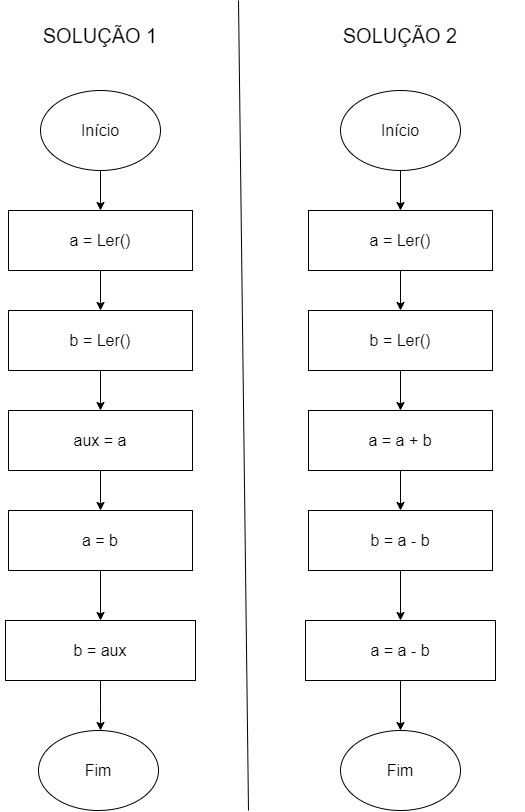 SOLUÇÃO 1
Início
a = Ler()
b = Ler()
aux = a
a = b
b = aux
Fim
SOLUÇÃO 2
Início
a = Ler()
b = Ler()
a = a + b
b = a - b
a = a - b
Fim